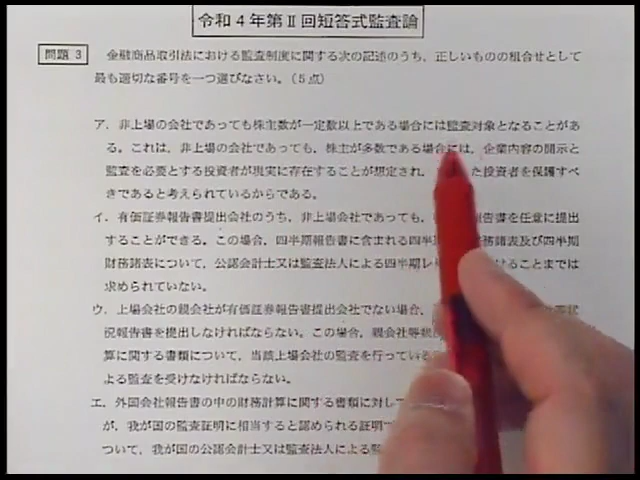 令和4年第Ⅱ回短答式監査論
問題 3 金融商品取引法における監査制度に関する次の記述のうち，正しいものの組合せとして
最も適切な番号を一つ選びなさい。（5点）
ア．非上場の会社であっても株主数が一定数以上である場合には監査対象となることがあ
る。これは，非上場の会社であっても，株主が多数である場合には，企業内容の開示と
監査を必要とする投資者が現実に存在することが想定され， た投資者を保護すべ
きであると考えられているからである。
イ．有価証券報告書提出会社のうち，非上場会社であっても， 報告書を任意に提出
することができる。この場合，四半期報告書に含まれる四半 務諸表及び四半期
財務諸表について，公認会計士又は監査法人による四半期レ けることまでは
求められていない。
ウ．上場会社の親会社が有価証券報告書提出会社でない場合，
況報告書を提出しなければならない。この場合，親会社等状
算に関する書類について，当該上場会社の監査を行っている
よる監査を受けなければならない。
エ．外国会社報告書の中の財務計算に関する書類に対して
が，我が国の監査証明に相当すると認められる証明
ついて，我が国の公認会計士又は監査法人による監